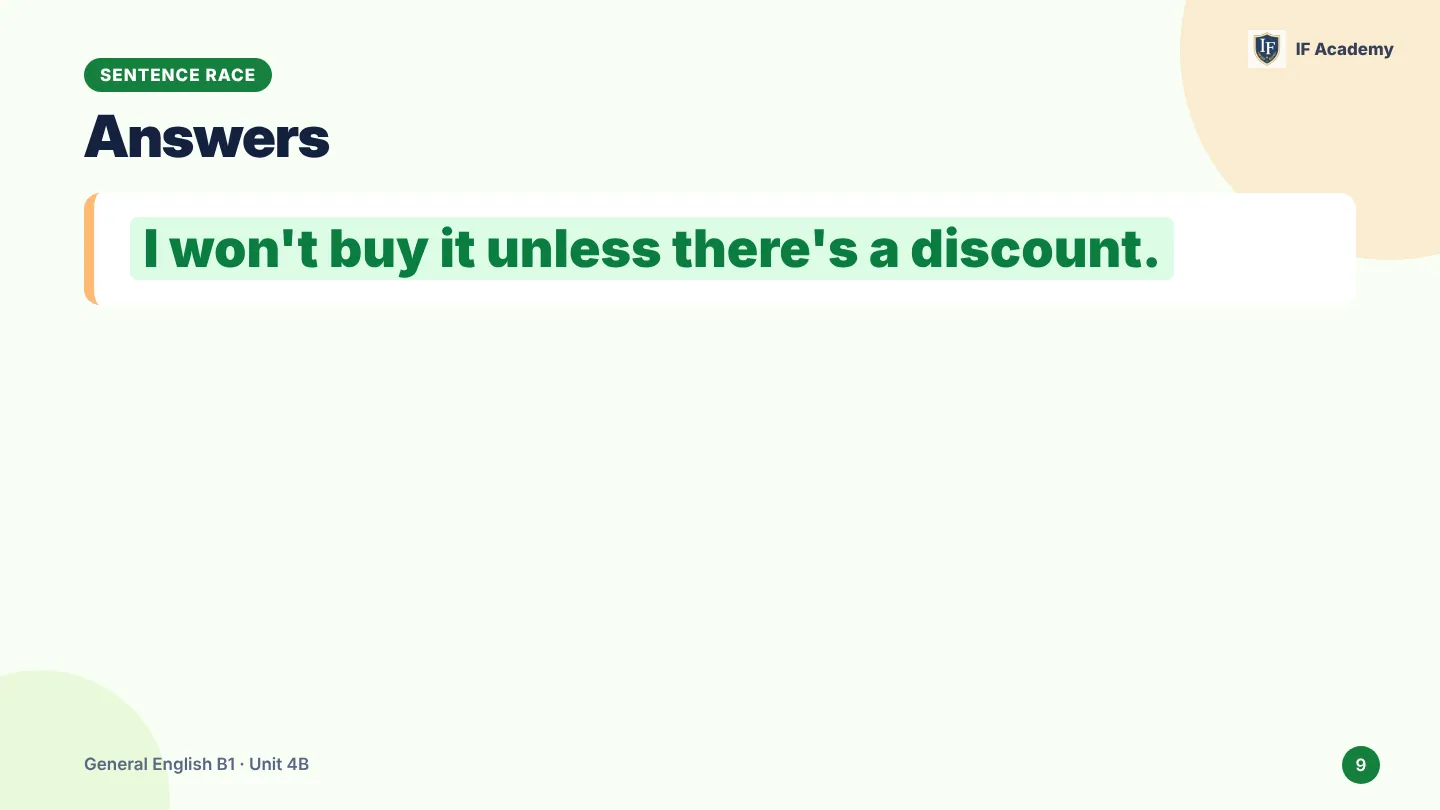 IF Academy
SENTENCE RACE
Answers
I won't buy it unless there's a discount.
General English B1 · Unit 4B
9